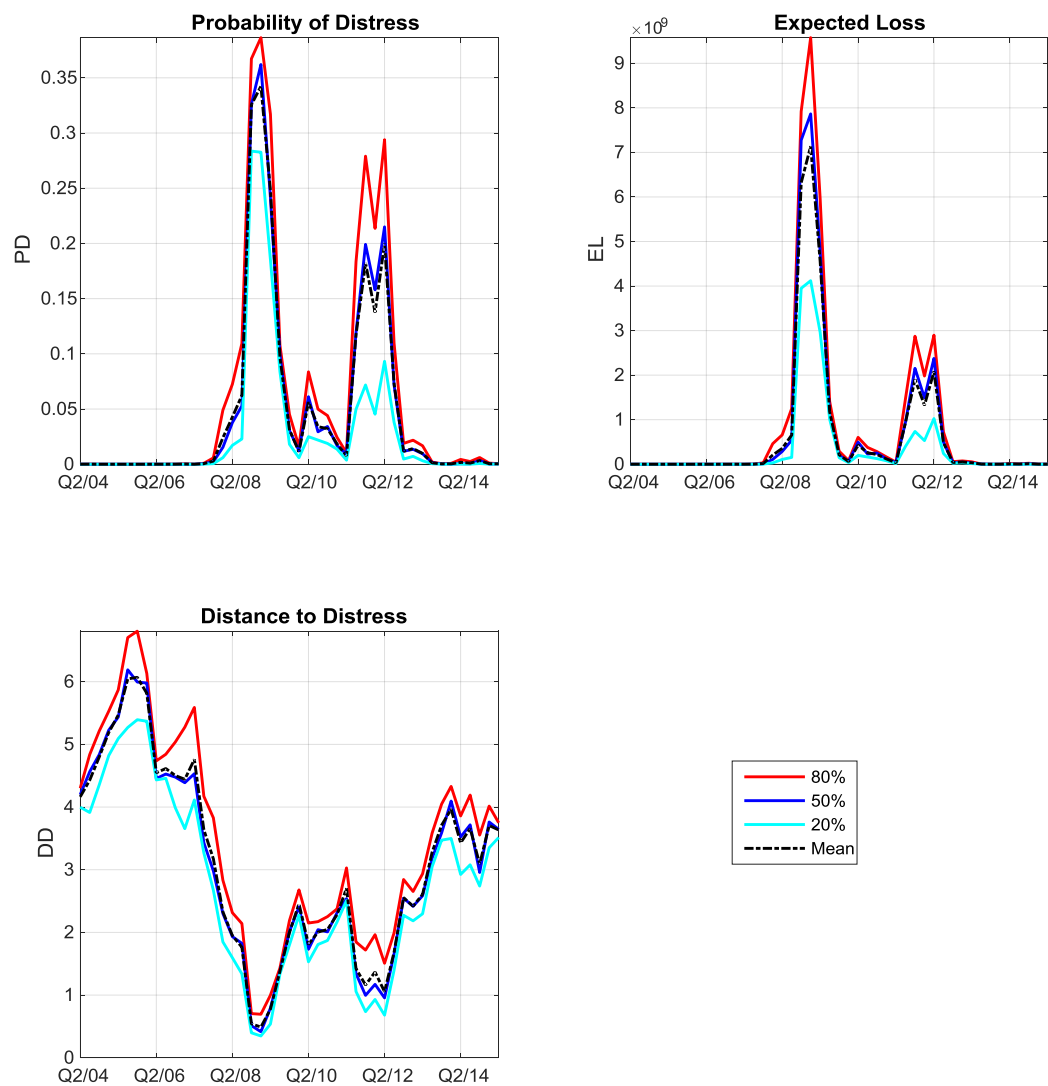 Probability of Distress
PD
0.35
0.3
0.25
0.2
0.15
0.1
0.05
0
Q2/04 Q2/06 Q2/08 Q2/10 Q2/12 Q2/14
Expected Loss
×10⁹
EL
9
8
7
6
5
4
3
2
1
0
Q2/04 Q2/06 Q2/08 Q2/10 Q2/12 Q2/14
Distance to Distress
DD
6
5
4
3
2
1
0
Q2/04 Q2/06 Q2/08 Q2/10 Q2/12 Q2/14
80%
50%
20%
Mean